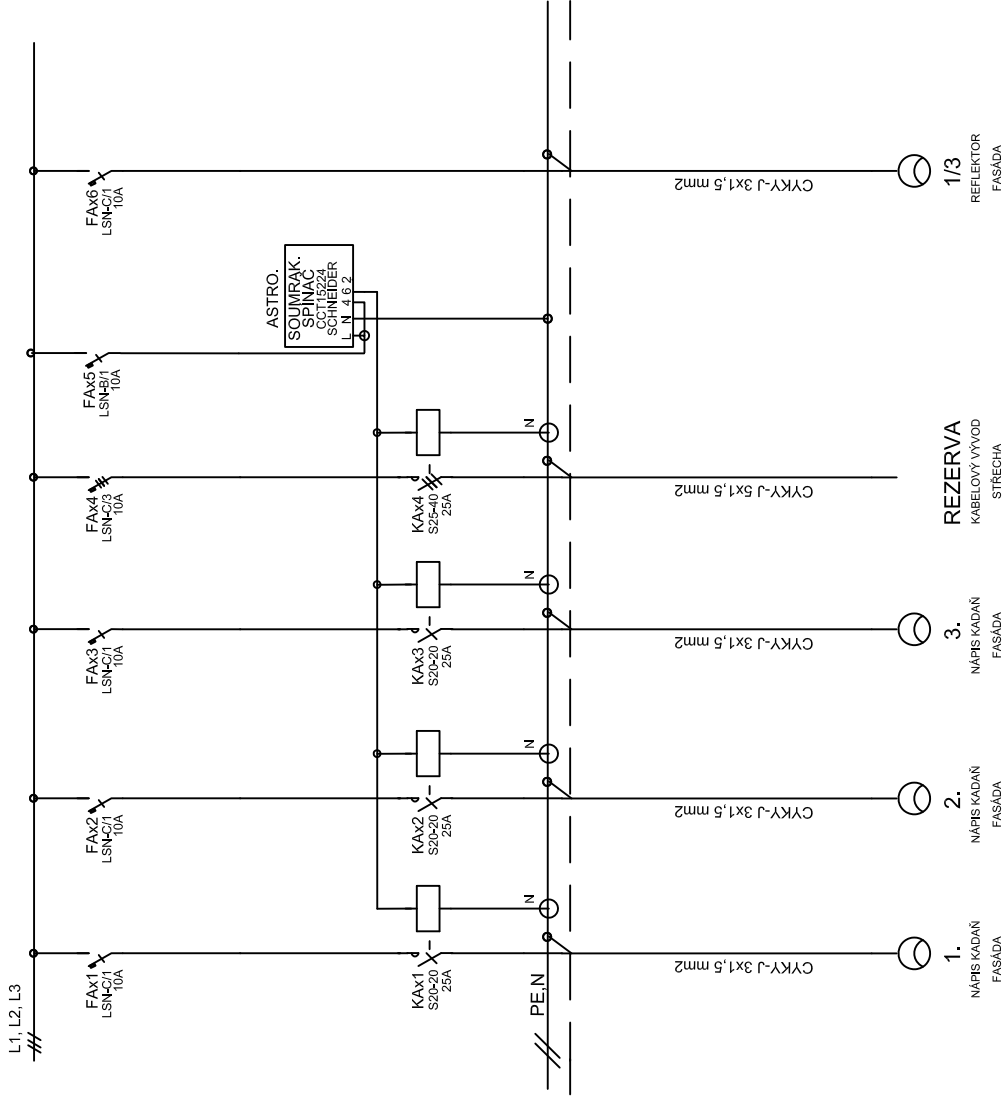 L1, L2, L3
FAx1
LSN-C/1
10A
FAx2
LSN-C/1
10A
FAx3
LSN-C/1
10A
FAx4
LSN-C/3
10A
FAx5
LSN-B/1
10A
FAx6
LSN-C/1
10A
ASTRO.
SOUMRAK.
SPÍNAČ
CCT15224
SCHNEIDER
L N 4 6 2
KAx1
S20-20
25A
KAx2
S20-20
25A
KAx3
S20-20
25A
KAx4
S25-40
25A
N
N
N
N
PE,N
CYKY-J 3x1,5 mm2
CYKY-J 3x1,5 mm2
CYKY-J 3x1,5 mm2
CYKY-J 5x1,5 mm2
CYKY-J 3x1,5 mm2
1.
NÁPIS KADAŇ
FASÁDA
2.
NÁPIS KADAŇ
FASÁDA
3.
NÁPIS KADAŇ
FASÁDA
REZERVA
KABELOVÝ VÝVOD
STŘECHA
1/3
REFLEKTOR
FASÁDA